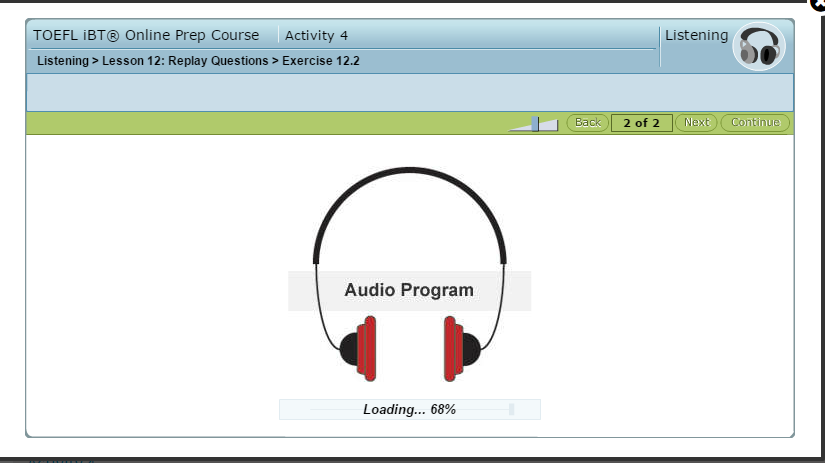 TOEFL iBT® Online Prep Course Activity 4 Listening
Listening > Lesson 12: Replay Questions > Exercise 12.2
Back 2 of 2 Next Continue
Audio Program
Loading... 68%